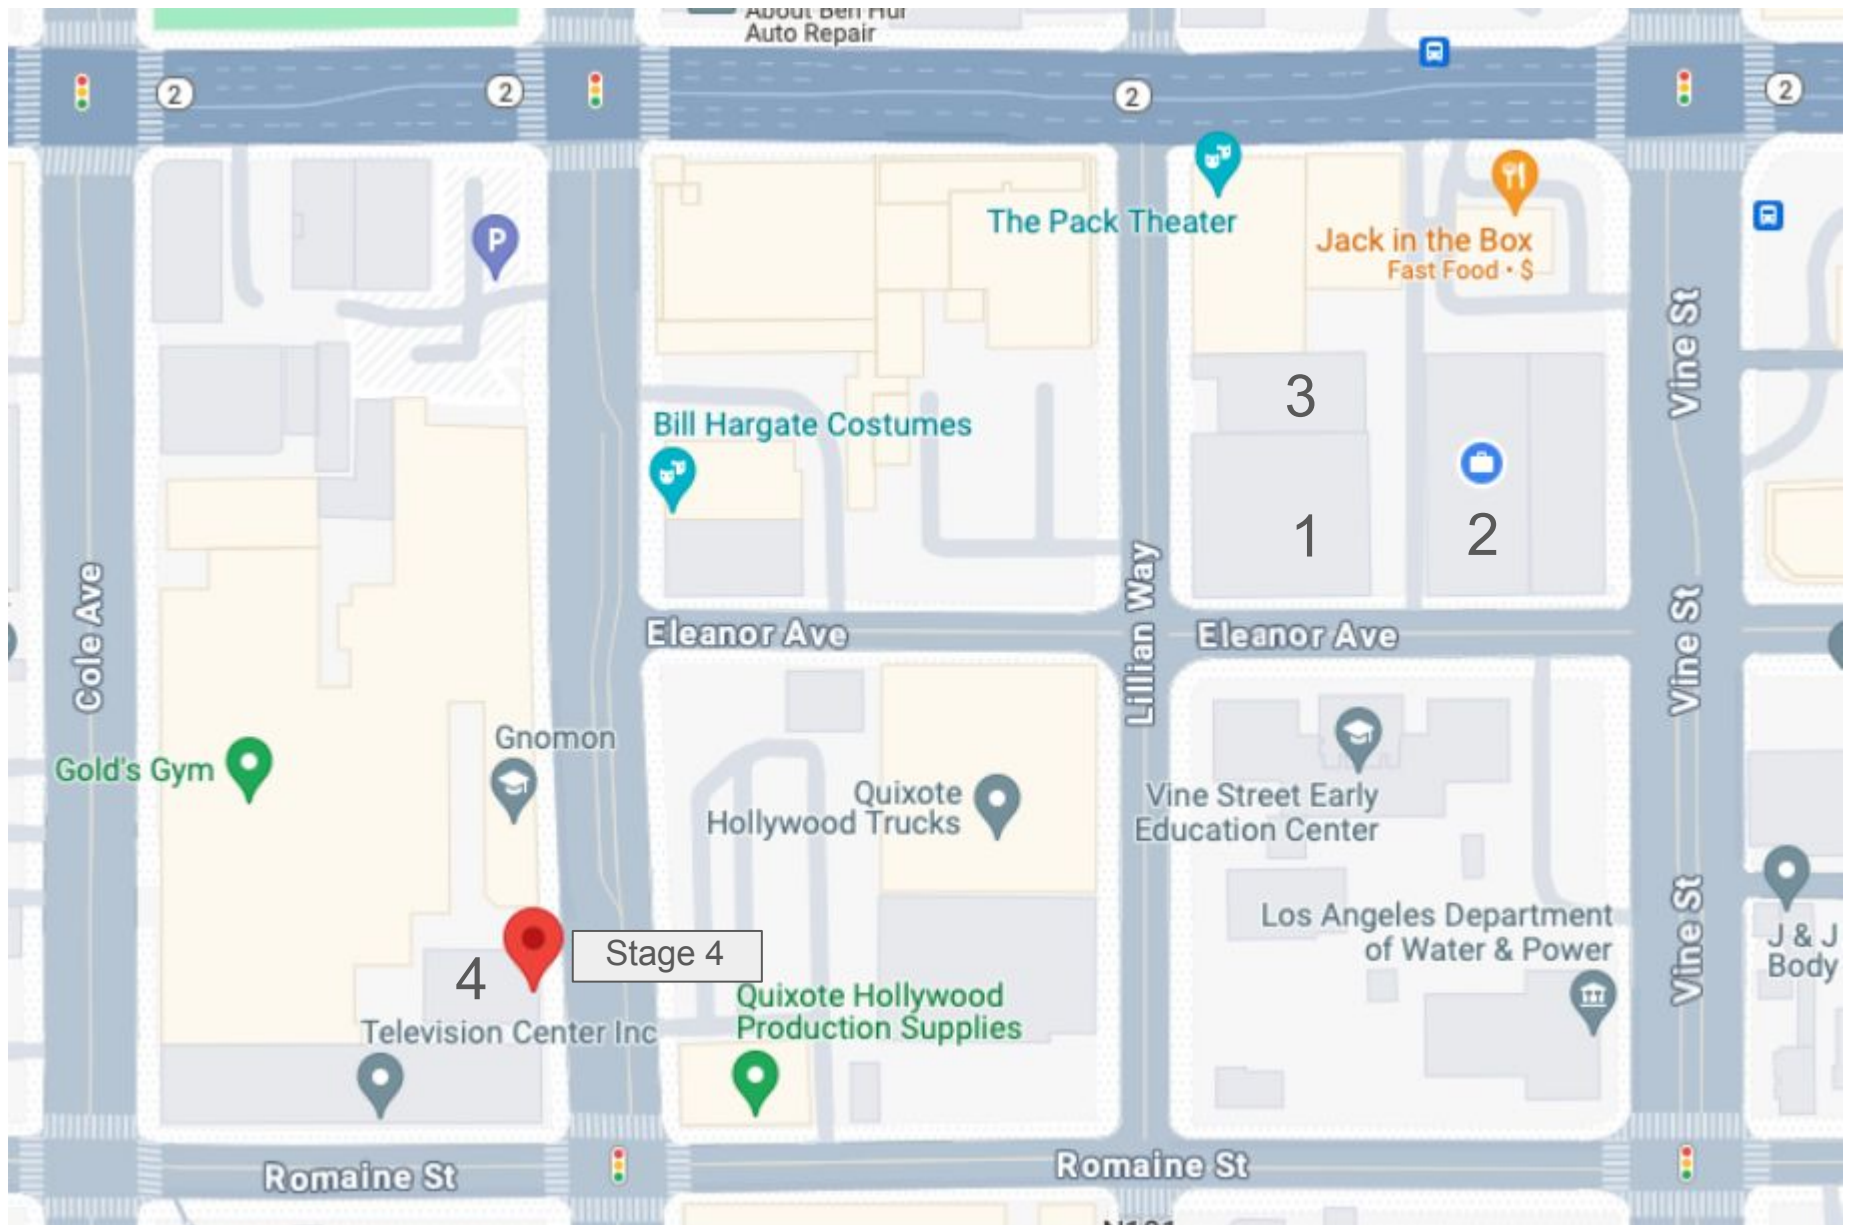 About Ben Hur
Auto Repair
2
2
2
2
P
The Pack Theater
Jack in the Box
Fast Food • $
Vine St
3
Bill Hargate Costumes
1
2
Cole Ave
Lillian Way
Eleanor Ave
Eleanor Ave
Vine St
Gnomon
Gold's Gym
Quixote
Hollywood Trucks
Vine Street Early
Education Center
Los Angeles Department
of Water & Power
Vine St
J & J
Body
4
Stage 4
Quixote Hollywood
Production Supplies
Television Center Inc
Romaine St
Romaine St